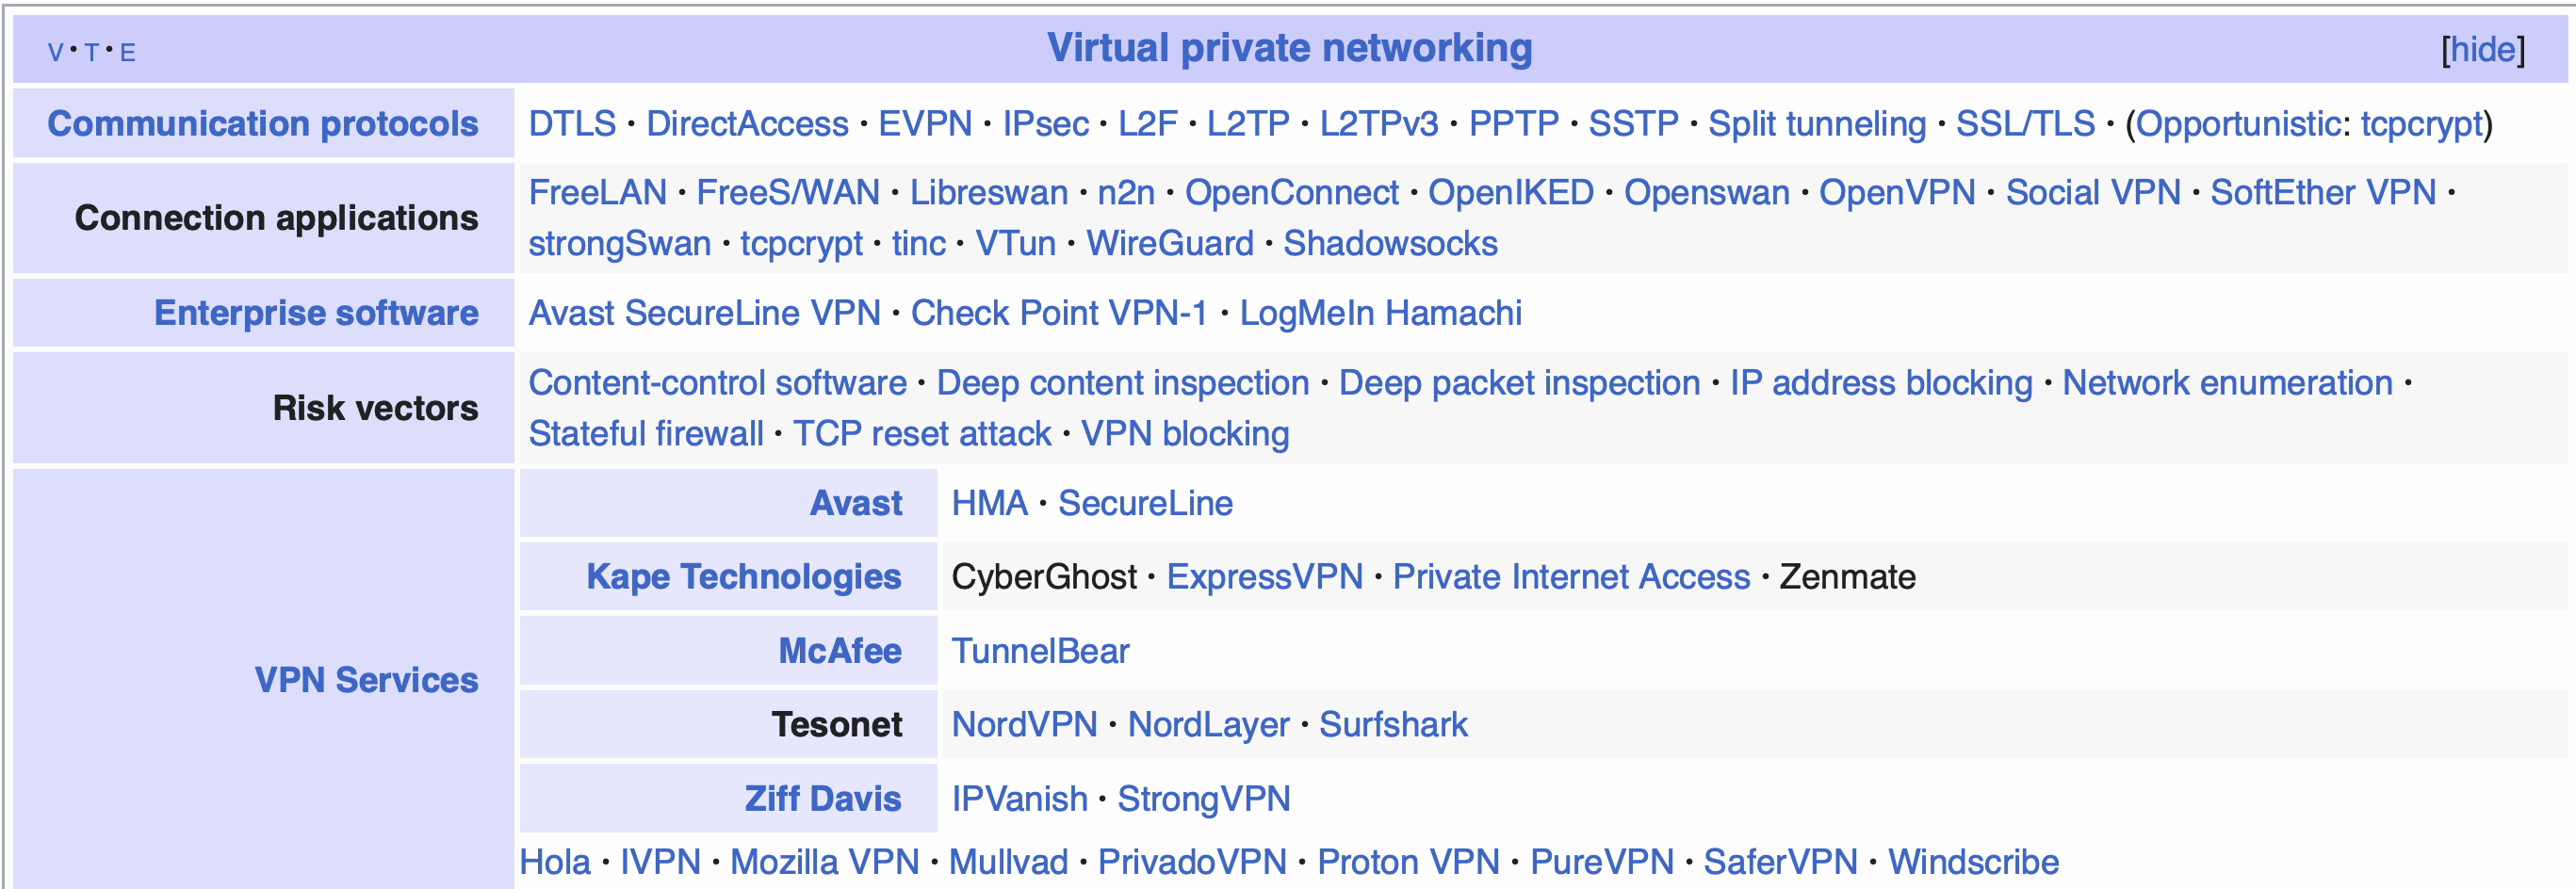 V · T · E Virtual private networking [hide]
Communication protocols DTLS · DirectAccess · EVPN · IPsec · L2F · L2TP · L2TPv3 · PPTP · SSTP · Split tunneling · SSL/TLS · (Opportunistic: tcpcrypt)
Connection applications FreeLAN · FreeS/WAN · Libreswan · n2n · OpenConnect · OpenIKED · Openswan · OpenVPN · Social VPN · SoftEther VPN ·
strongSwan · tcpcrypt · tinc · VTun · WireGuard · Shadowsocks
Enterprise software Avast SecureLine VPN · Check Point VPN-1 · LogMeIn Hamachi
Risk vectors Content-control software · Deep content inspection · Deep packet inspection · IP address blocking · Network enumeration ·
Stateful firewall · TCP reset attack · VPN blocking
VPN Services
Avast HMA · SecureLine
Kape Technologies CyberGhost · ExpressVPN · Private Internet Access · Zenmate
McAfee TunnelBear
Tesonet NordVPN · NordLayer · Surfshark
Ziff Davis IPVanish · StrongVPN
Hola · IVPN · Mozilla VPN · Mullvad · PrivadoVPN · Proton VPN · PureVPN · SaferVPN · Windscribe